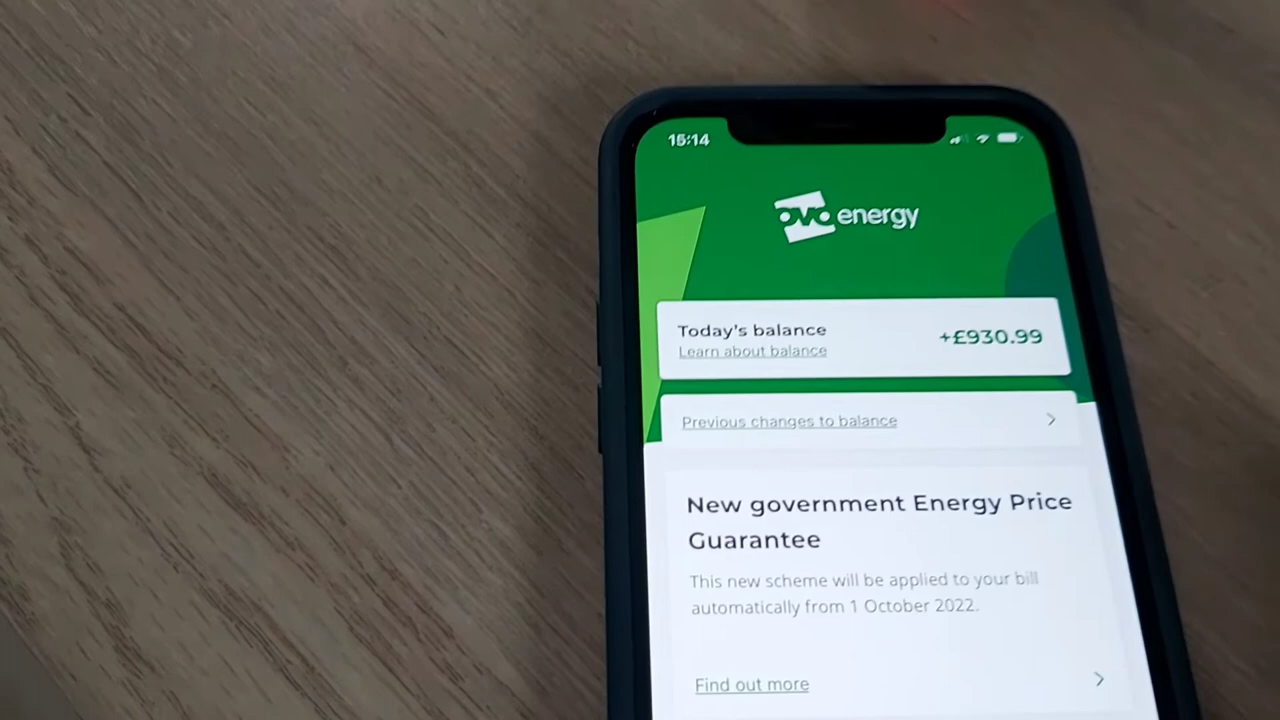 15:14
ovo energy
Today's balance
+£930.99
Learn about balance
Previous changes to balance
New government Energy Price
Guarantee
This new scheme will be applied to your bill
automatically from 1 October 2022.
Find out more